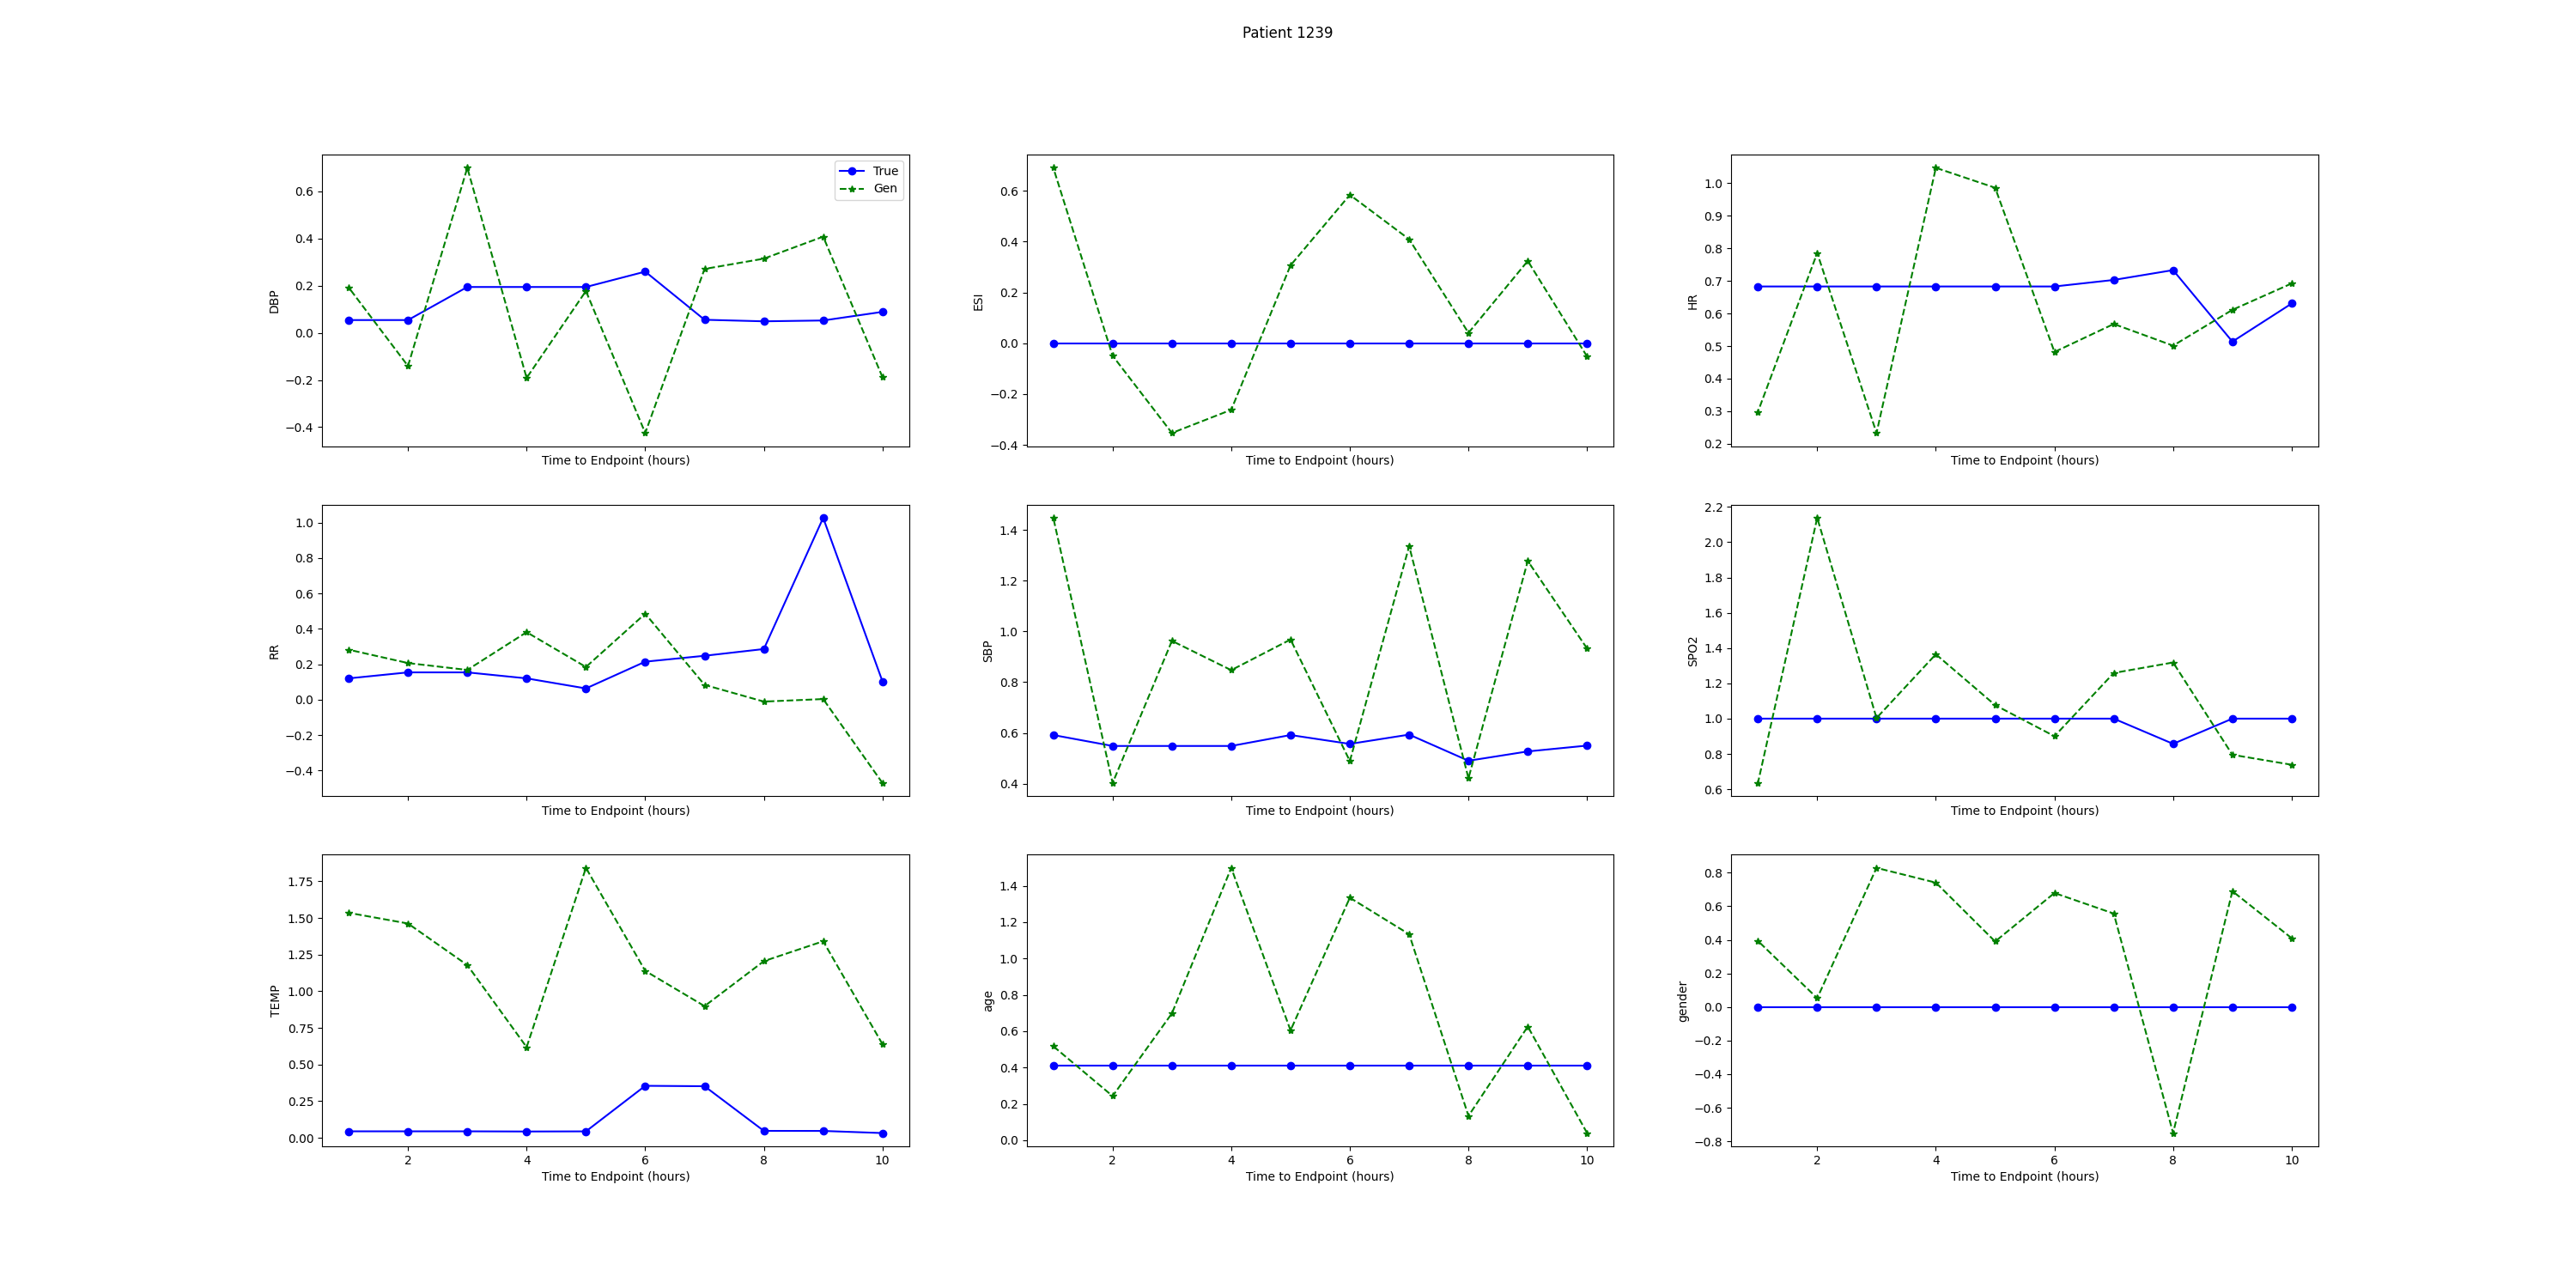 Patient 1239
True
Gen
DBP
0.6
0.4
0.2
0.0
−0.2
−0.4
Time to Endpoint (hours)
ESI
0.6
0.4
0.2
0.0
−0.2
−0.4
Time to Endpoint (hours)
HR
1.0
0.9
0.8
0.7
0.6
0.5
0.4
0.3
0.2
Time to Endpoint (hours)
RR
1.0
0.8
0.6
0.4
0.2
0.0
−0.2
−0.4
Time to Endpoint (hours)
SBP
1.4
1.2
1.0
0.8
0.6
0.4
Time to Endpoint (hours)
SPO2
2.2
2.0
1.8
1.6
1.4
1.2
1.0
0.8
0.6
Time to Endpoint (hours)
TEMP
1.75
1.50
1.25
1.00
0.75
0.50
0.25
0.00
2 4 6 8 10
Time to Endpoint (hours)
age
1.4
1.2
1.0
0.8
0.6
0.4
0.2
0.0
2 4 6 8 10
Time to Endpoint (hours)
gender
0.8
0.6
0.4
0.2
0.0
−0.2
−0.4
−0.6
−0.8
2 4 6 8 10
Time to Endpoint (hours)